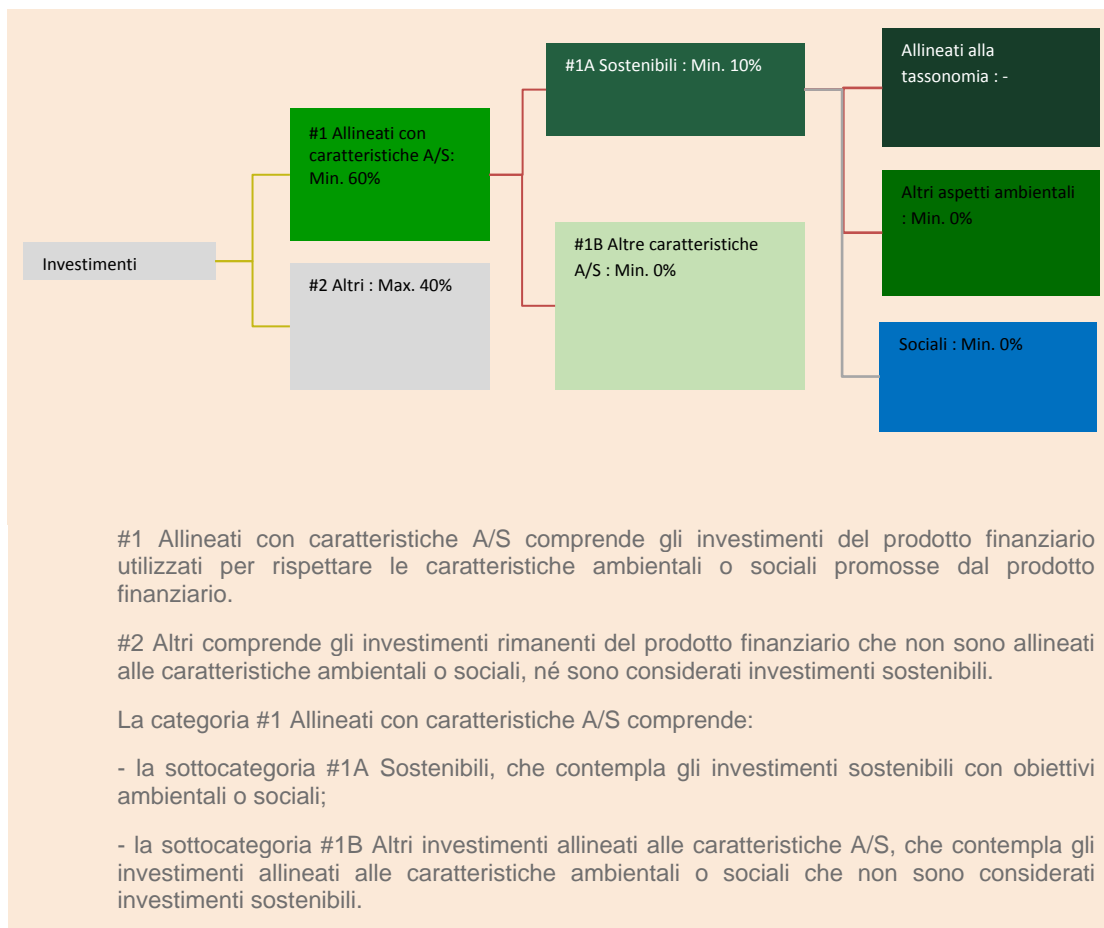 Investimenti
#1 Allineati con
caratteristiche A/S:
Min. 60%
#2 Altri : Max. 40%
#1A Sostenibili : Min. 10%
#1B Altre caratteristiche
A/S : Min. 0%
Allineati alla
tassonomia : -
Altri aspetti ambientali
: Min. 0%
Sociali : Min. 0%
#1 Allineati con caratteristiche A/S comprende gli investimenti del prodotto finanziario
utilizzati per rispettare le caratteristiche ambientali o sociali promosse dal prodotto
finanziario.
#2 Altri comprende gli investimenti rimanenti del prodotto finanziario che non sono allineati
alle caratteristiche ambientali o sociali, né sono considerati investimenti sostenibili.
La categoria #1 Allineati con caratteristiche A/S comprende:
- la sottocategoria #1A Sostenibili, che contempla gli investimenti sostenibili con obiettivi
ambientali o sociali;
- la sottocategoria #1B Altri investimenti allineati alle caratteristiche A/S, che contempla gli
investimenti allineati alle caratteristiche ambientali o sociali che non sono considerati
investimenti sostenibili.